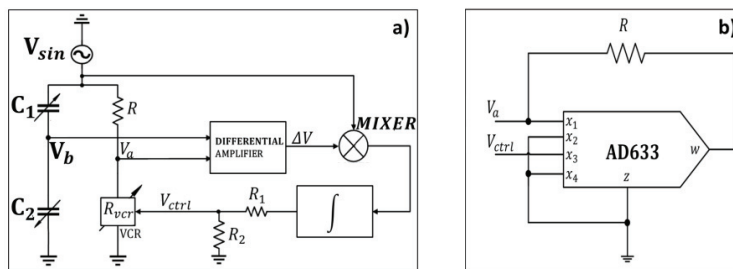 a)
V_sin
C_1
R
MIXER
DIFFERENTIAL
AMPLIFIER
ΔV
V_b
V_a
C_2
R_vcr
VCR
V_ctrl
R_1
∫
R_2
b)
R
V_a
x_1
V_ctrl
x_2
x_3
x_4
AD633
w
z